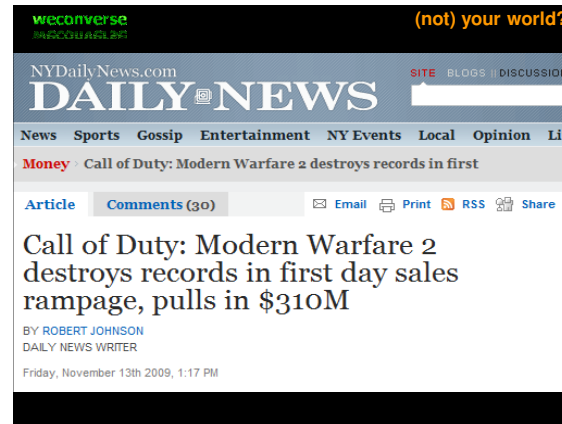 weconverse
(not) your world?
NYDailyNews.com
DAILY NEWS
SITE BLOGS DISCUSSIO
News Sports Gossip Entertainment NY Events Local Opinion Li
Money › Call of Duty: Modern Warfare 2 destroys records in first
Article Comments (30) Email Print RSS Share
Call of Duty: Modern Warfare 2
destroys records in first day sales
rampage, pulls in $310M
BY ROBERT JOHNSON
DAILY NEWS WRITER
Friday, November 13th 2009, 1:17 PM